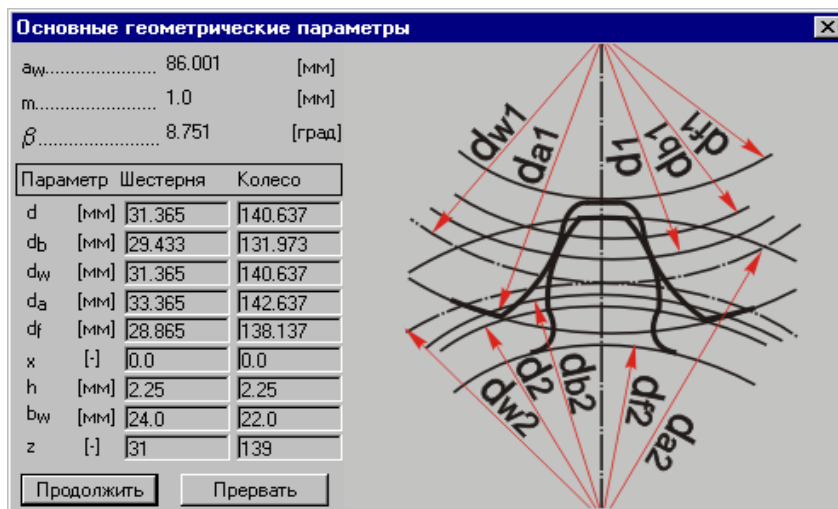 Основные геометрические параметры
aw..................... 86.001 [мм]
m....................... 1.0 [мм]
β....................... 8.751 [град]
Параметр Шестерня Колесо
d [мм] 31.365 140.637
db [мм] 29.433 131.973
dw [мм] 31.365 140.637
da [мм] 33.365 142.637
df [мм] 28.865 138.137
x [-] 0.0 0.0
h [мм] 2.25 2.25
bw [мм] 24.0 22.0
z [-] 31 139
Продолжить Прервать
dw1
da1
d1
db1
df1
dw2
d2
db2
df2
da2